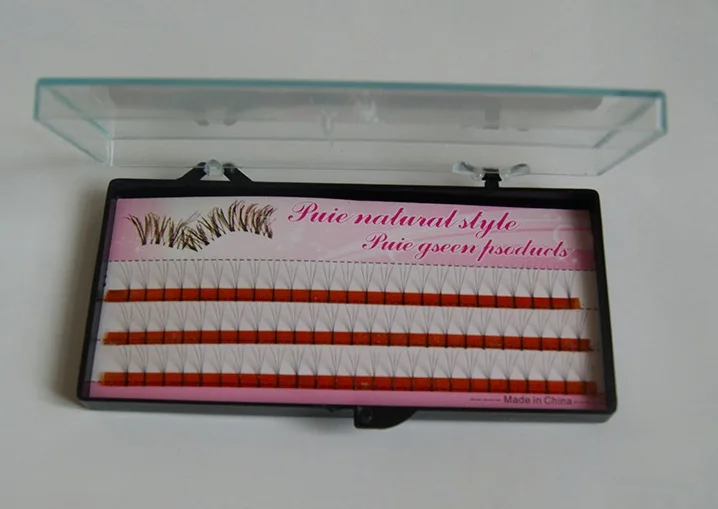 Puie natural style
Puie gseen psoducts
Made in China